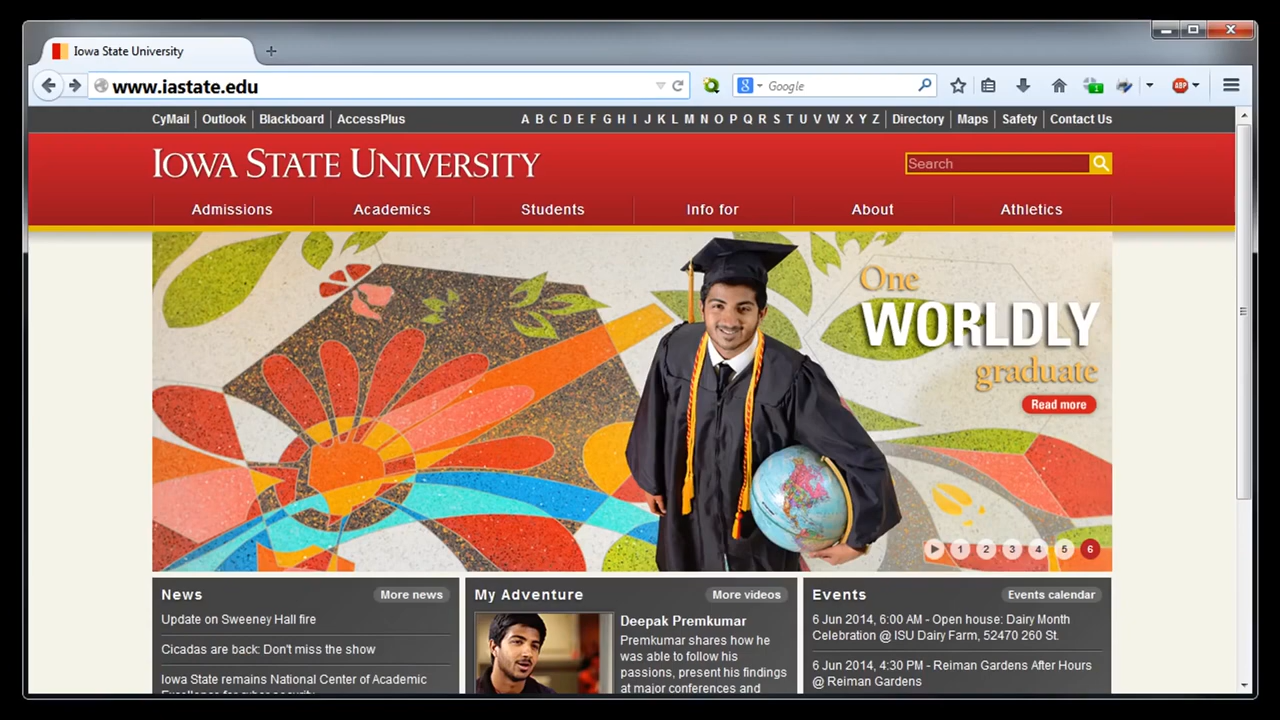 Iowa State University
www.iastate.edu
Google
1
ABP
CyMail Outlook Blackboard AccessPlus
A B C D E F G H I J K L M N O P Q R S T U V W X Y Z Directory Maps Safety Contact Us
IOWA STATE UNIVERSITY
Search
Admissions Academics Students Info for About Athletics
One
WORLDLY
graduate
Read more
1 2 3 4 5 6
News More news
Update on Sweeney Hall fire
Cicadas are back: Don't miss the show
Iowa State remains National Center of Academic
Excellence for cyber security
My Adventure More videos
Deepak Premkumar
Premkumar shares how he
was able to follow his
passions, present his findings
at major conferences and
Events Events calendar
6 Jun 2014, 6:00 AM - Open house: Dairy Month
Celebration @ ISU Dairy Farm, 52470 260 St.
6 Jun 2014, 4:30 PM - Reiman Gardens After Hours
@ Reiman Gardens